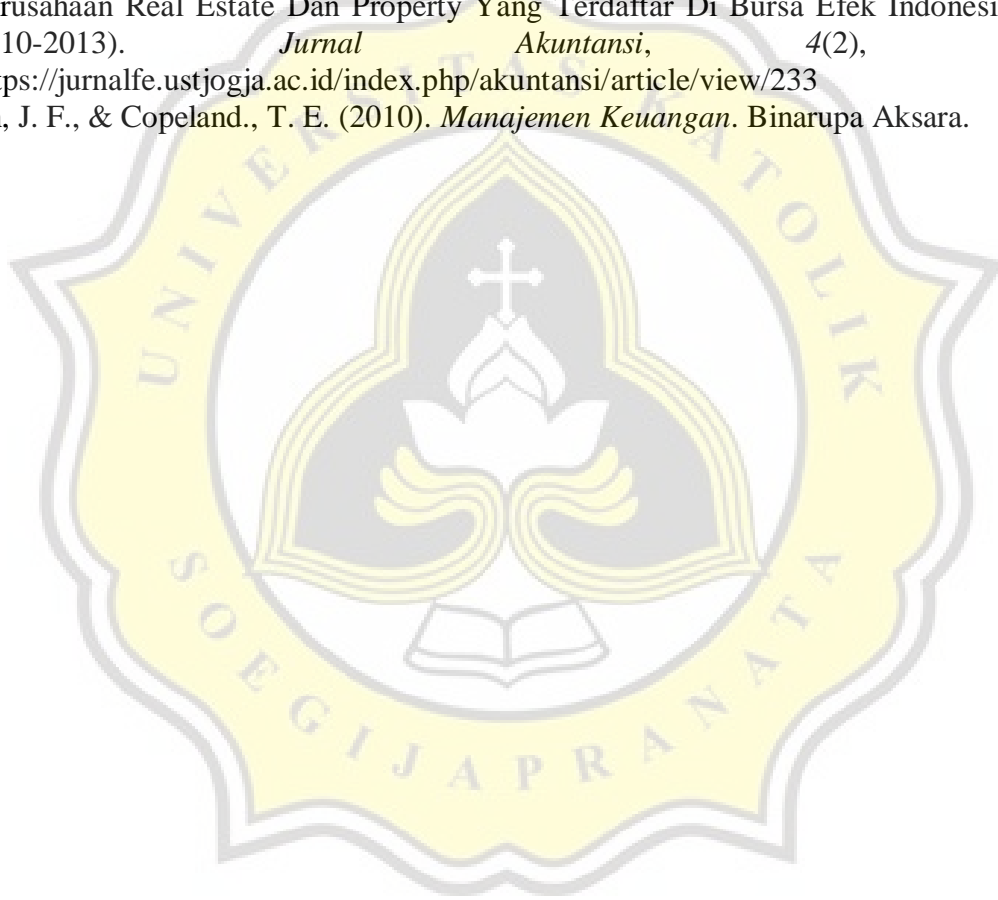 rusahaan Real Estate Dan Property Yang Terdaftar Di Bursa Efek Indonesi
10-2013). Jurnal Akuntansi, 4(2),
tps://jurnalfe.ustjogja.ac.id/index.php/akuntansi/article/view/233
, J. F., & Copeland., T. E. (2010). Manajemen Keuangan. Binarupa Aksara.
UNIVERSITAS KATOLIK
SOEGIJAPRANATA